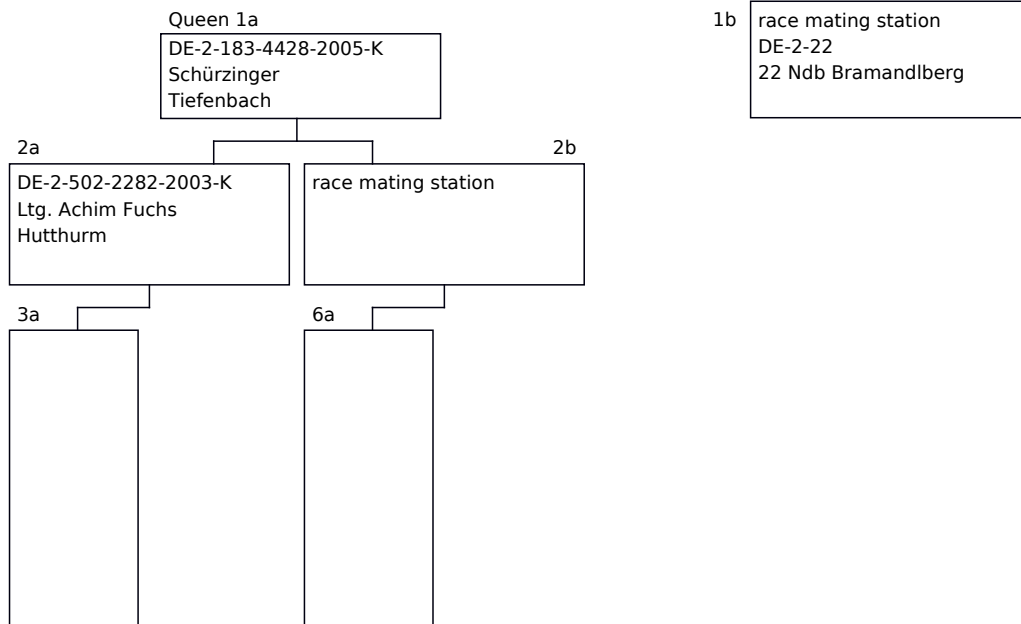 Queen 1a
DE-2-183-4428-2005-K
Schürzinger
Tiefenbach
1b
race mating station
DE-2-22
22 Ndb Bramandlberg
2a
DE-2-502-2282-2003-K
Ltg. Achim Fuchs
Hutthurm
2b
race mating station
3a
6a